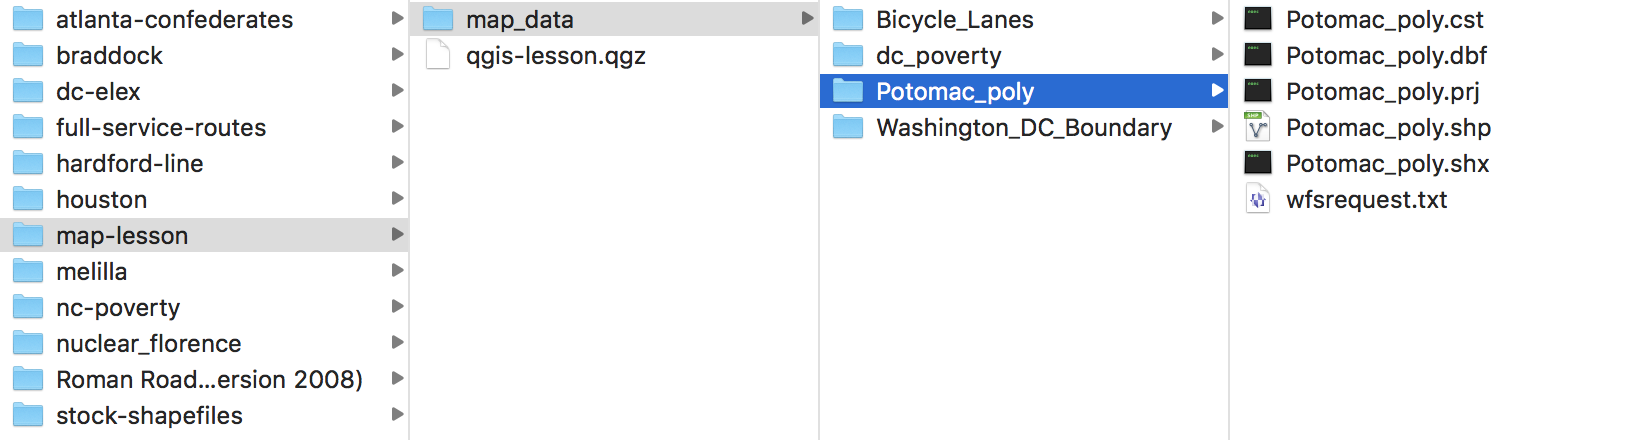 atlanta-confederates
braddock
dc-elex
full-service-routes
hardford-line
houston
map-lesson
melilla
nc-poverty
nuclear_florence
Roman Road...ersion 2008)
stock-shapefiles
map_data
qgis-lesson.qgz
Bicycle_Lanes
dc_poverty
Potomac_poly
Washington_DC_Boundary
Potomac_poly.cst
Potomac_poly.dbf
Potomac_poly.prj
SHP
Potomac_poly.shp
Potomac_poly.shx
wfsrequest.txt